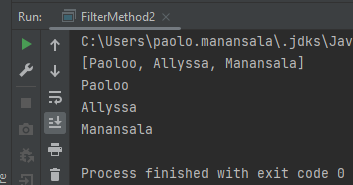 Run: FilterMethod2
C:\Users\paolo.manansala\.jdks\Jav
[Paoloo, Allyssa, Manansala]
Paoloo
Allyssa
Manansala
Process finished with exit code 0